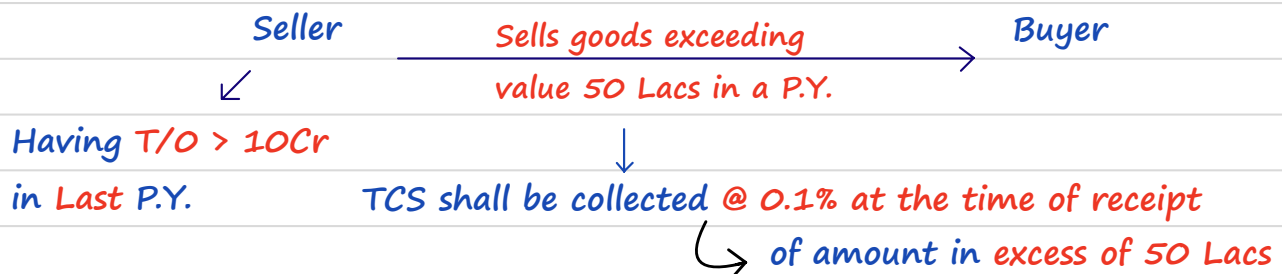 Seller Sells goods exceeding Buyer
value 50 Lacs in a P.Y.
Having T/O > 10Cr
in Last P.Y. TCS shall be collected @ 0.1% at the time of receipt
of amount in excess of 50 Lacs